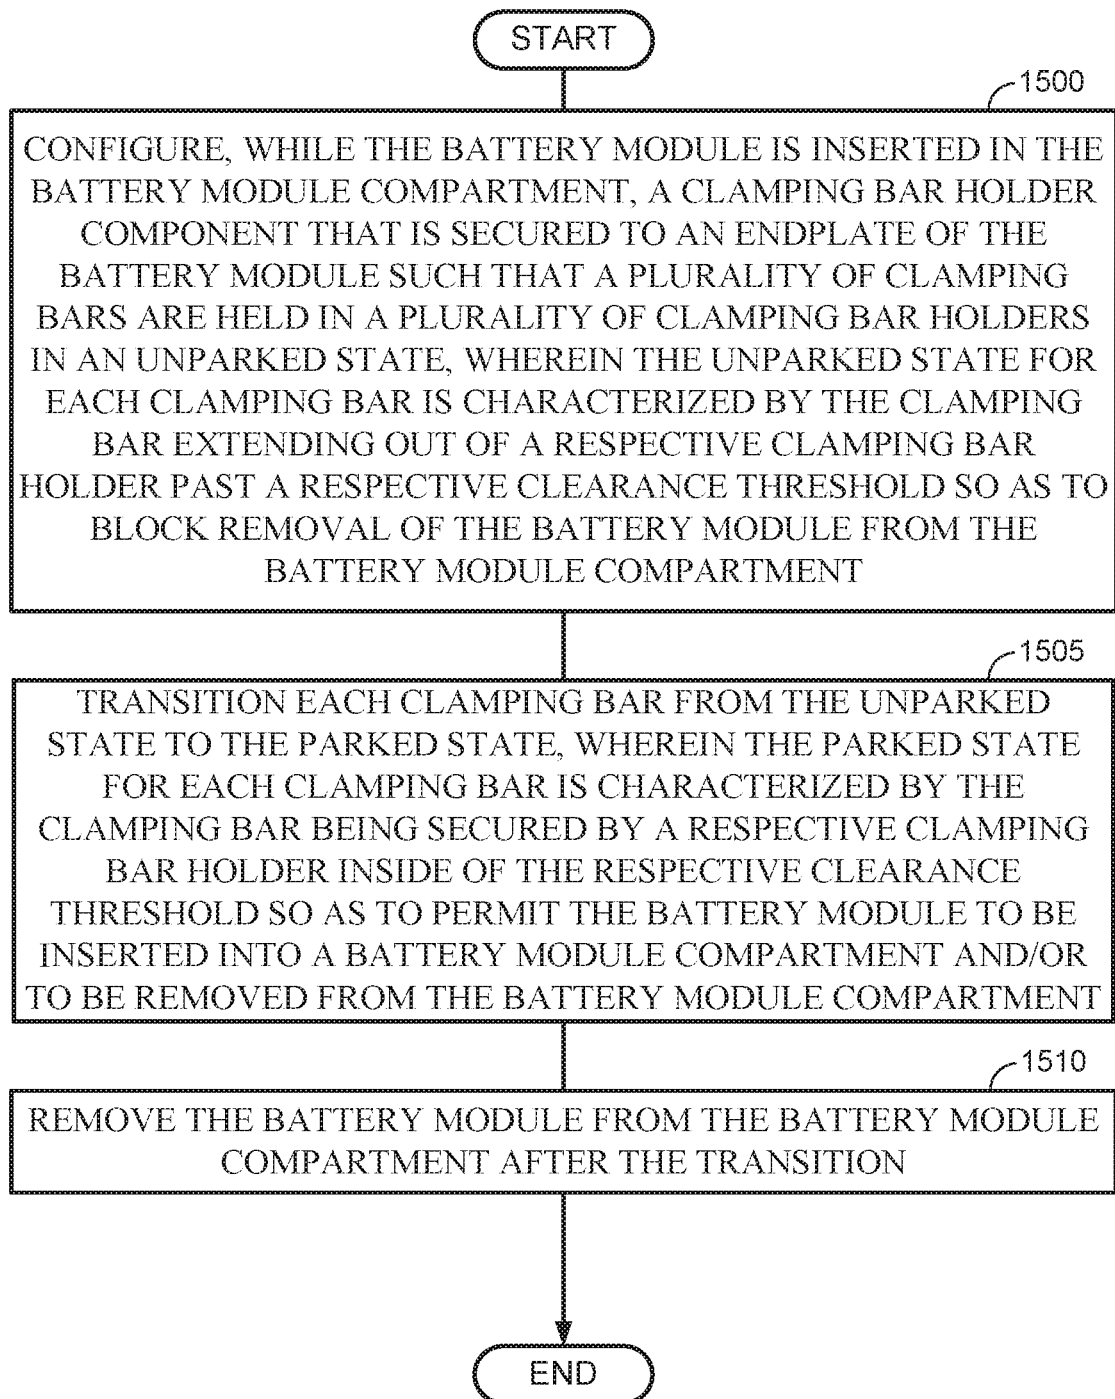 START
1500
CONFIGURE, WHILE THE BATTERY MODULE IS INSERTED IN THE
BATTERY MODULE COMPARTMENT, A CLAMPING BAR HOLDER
COMPONENT THAT IS SECURED TO AN ENDPLATE OF THE
BATTERY MODULE SUCH THAT A PLURALITY OF CLAMPING
BARS ARE HELD IN A PLURALITY OF CLAMPING BAR HOLDERS
IN AN UNPARKED STATE, WHEREIN THE UNPARKED STATE FOR
EACH CLAMPING BAR IS CHARACTERIZED BY THE CLAMPING
BAR EXTENDING OUT OF A RESPECTIVE CLAMPING BAR
HOLDER PAST A RESPECTIVE CLEARANCE THRESHOLD SO AS TO
BLOCK REMOVAL OF THE BATTERY MODULE FROM THE
BATTERY MODULE COMPARTMENT
1505
TRANSITION EACH CLAMPING BAR FROM THE UNPARKED
STATE TO THE PARKED STATE, WHEREIN THE PARKED STATE
FOR EACH CLAMPING BAR IS CHARACTERIZED BY THE
CLAMPING BAR BEING SECURED BY A RESPECTIVE CLAMPING
BAR HOLDER INSIDE OF THE RESPECTIVE CLEARANCE
THRESHOLD SO AS TO PERMIT THE BATTERY MODULE TO BE
INSERTED INTO A BATTERY MODULE COMPARTMENT AND/OR
TO BE REMOVED FROM THE BATTERY MODULE COMPARTMENT
1510
REMOVE THE BATTERY MODULE FROM THE BATTERY MODULE
COMPARTMENT AFTER THE TRANSITION
END